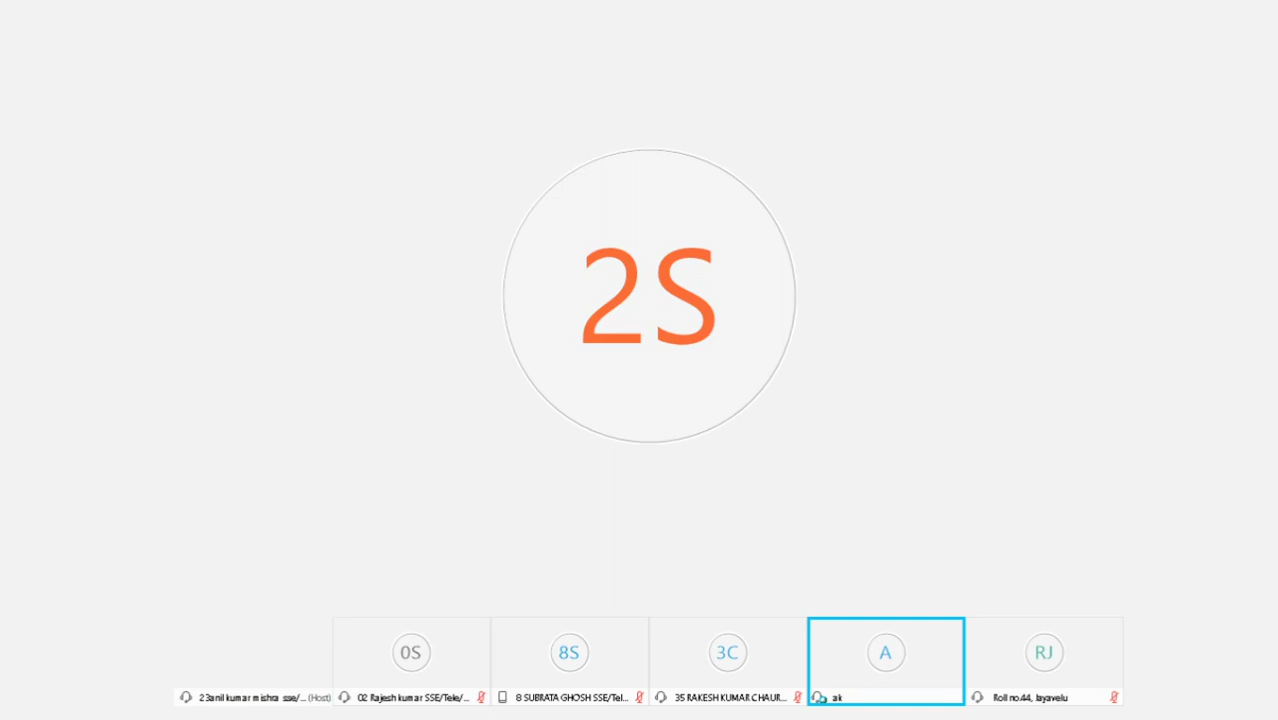 2S
0S
8S
3C
A
RJ
23anil kumar mishra sse/... (Host)
02 Rajesh kumar SSE/Tele/...
8 SUBRATA GHOSH SSE/Tel...
35 RAKESH KUMAR CHAUR...
ak
Roll no.44, Jayavelu